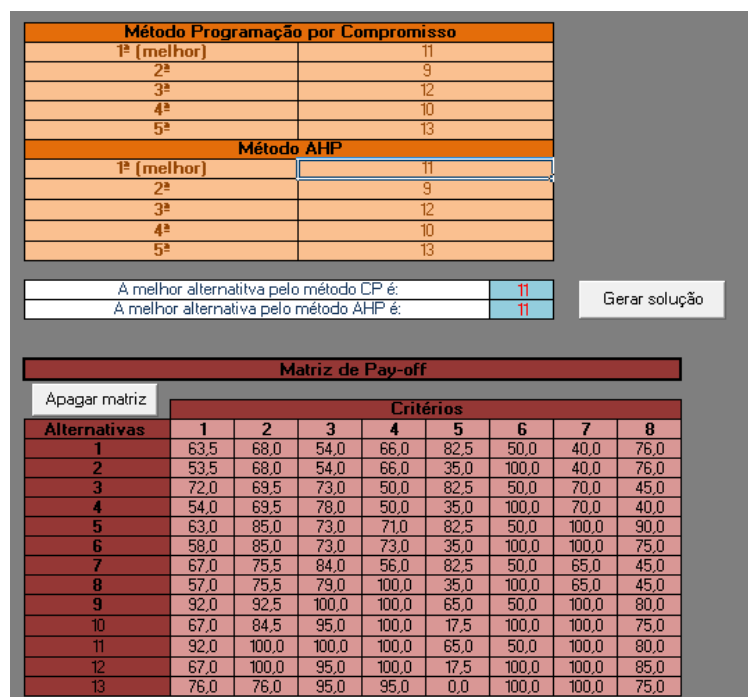 Método Programação por Compromisso
1ª (melhor) 11
2ª 9
3ª 12
4ª 10
5ª 13
Método AHP
1ª (melhor) 11
2ª 9
3ª 12
4ª 10
5ª 13
A melhor alternatitva pelo método CP é: 11
A melhor alternativa pelo método AHP é: 11
Gerar solução
Matriz de Pay-off
Apagar matriz
Critérios
Alternativas 1 2 3 4 5 6 7 8
1 63,5 68,0 54,0 66,0 82,5 50,0 40,0 76,0
2 53,5 68,0 54,0 66,0 35,0 100,0 40,0 76,0
3 72,0 69,5 73,0 50,0 82,5 50,0 70,0 45,0
4 54,0 69,5 78,0 50,0 35,0 100,0 70,0 40,0
5 63,0 85,0 73,0 71,0 82,5 50,0 100,0 90,0
6 58,0 85,0 73,0 73,0 35,0 100,0 100,0 75,0
7 67,0 75,5 84,0 56,0 82,5 50,0 65,0 45,0
8 57,0 75,5 79,0 100,0 35,0 100,0 65,0 45,0
9 92,0 92,5 100,0 100,0 65,0 50,0 100,0 80,0
10 67,0 84,5 95,0 100,0 17,5 100,0 100,0 75,0
11 92,0 100,0 100,0 100,0 65,0 50,0 100,0 80,0
12 67,0 100,0 95,0 100,0 17,5 100,0 100,0 85,0
13 76,0 76,0 95,0 95,0 0,0 100,0 100,0 75,0